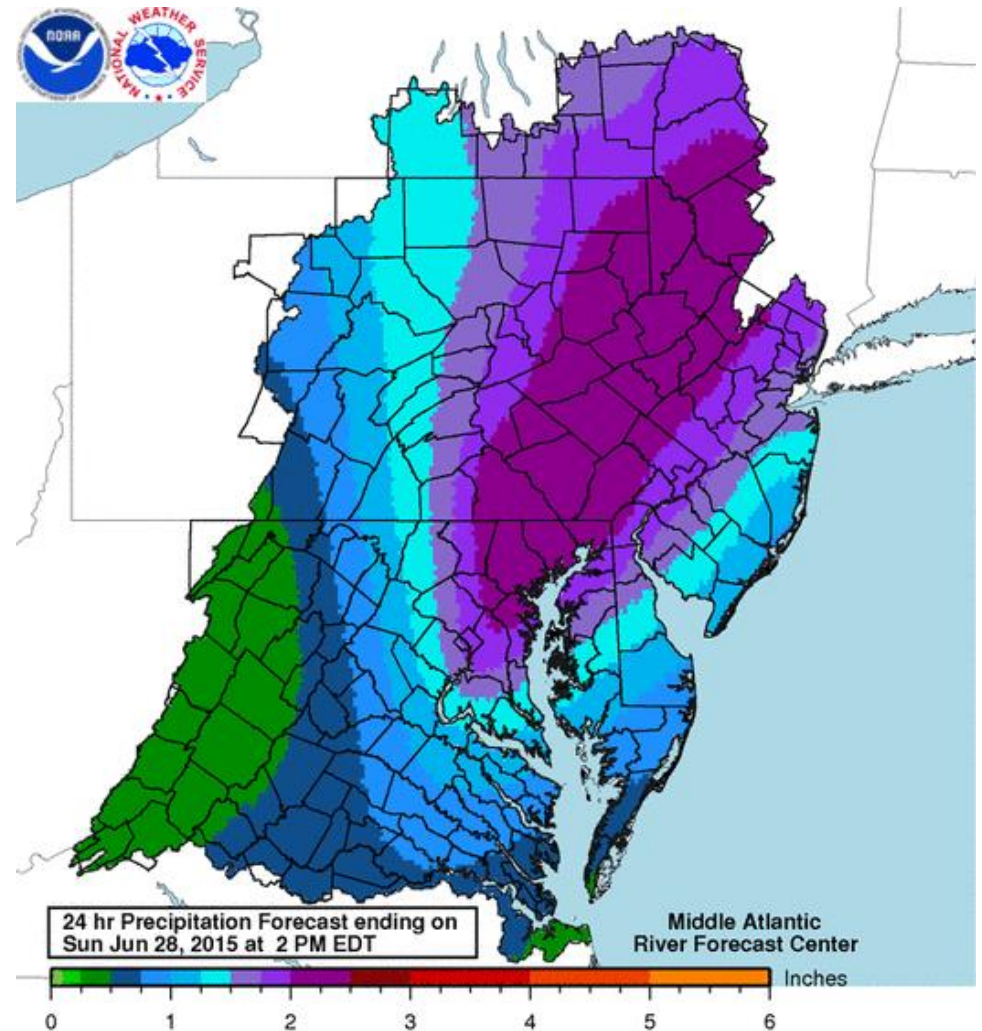 NOAA
NATIONAL WEATHER SERVICE
24 hr Precipitation Forecast ending on
Sun Jun 28, 2015 at 2 PM EDT
Middle Atlantic
River Forecast Center
Inches
0 1 2 3 4 5 6